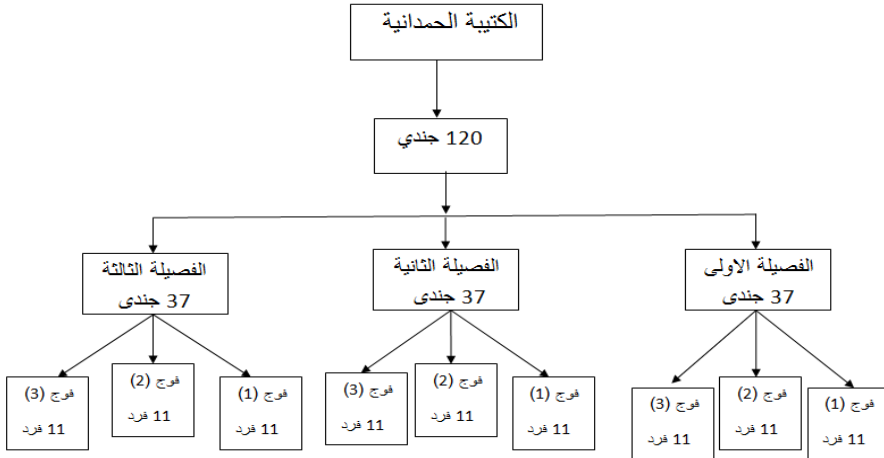 الكتيبة الحمدانية
120 جندي
الفصيلة الاولى
37 جندى
الفصيلة الثانية
37 جندى
الفصيلة الثالثة
37 جندى
فوج (1)
11 فرد
فوج (2)
11 فرد
فوج (3)
11 فرد
فوج (1)
11 فرد
فوج (2)
11 فرد
فوج (3)
11 فرد
فوج (1)
11 فرد
فوج (2)
11 فرد
فوج (3)
11 فرد